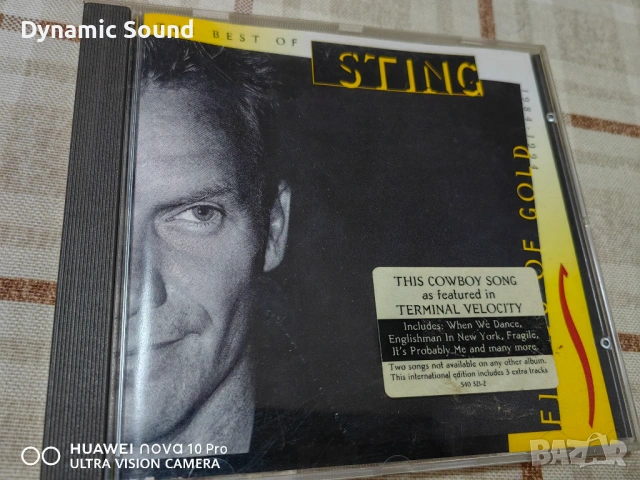 Dynamic Sound
BEST OF
STING
1984-1994
OF GOLD
THIS COWBOY SONG
as featured in
TERMINAL VELOCITY
Includes: When We Dance,
Englishman In New York, Fragile,
It's Probably Me and many more.
Two songs not available on any other album.
This international edition includes 3 extra tracks
540 321-2
HUAWEI nova 10 Pro
ULTRA VISION CAMERA
BAZAR
bg